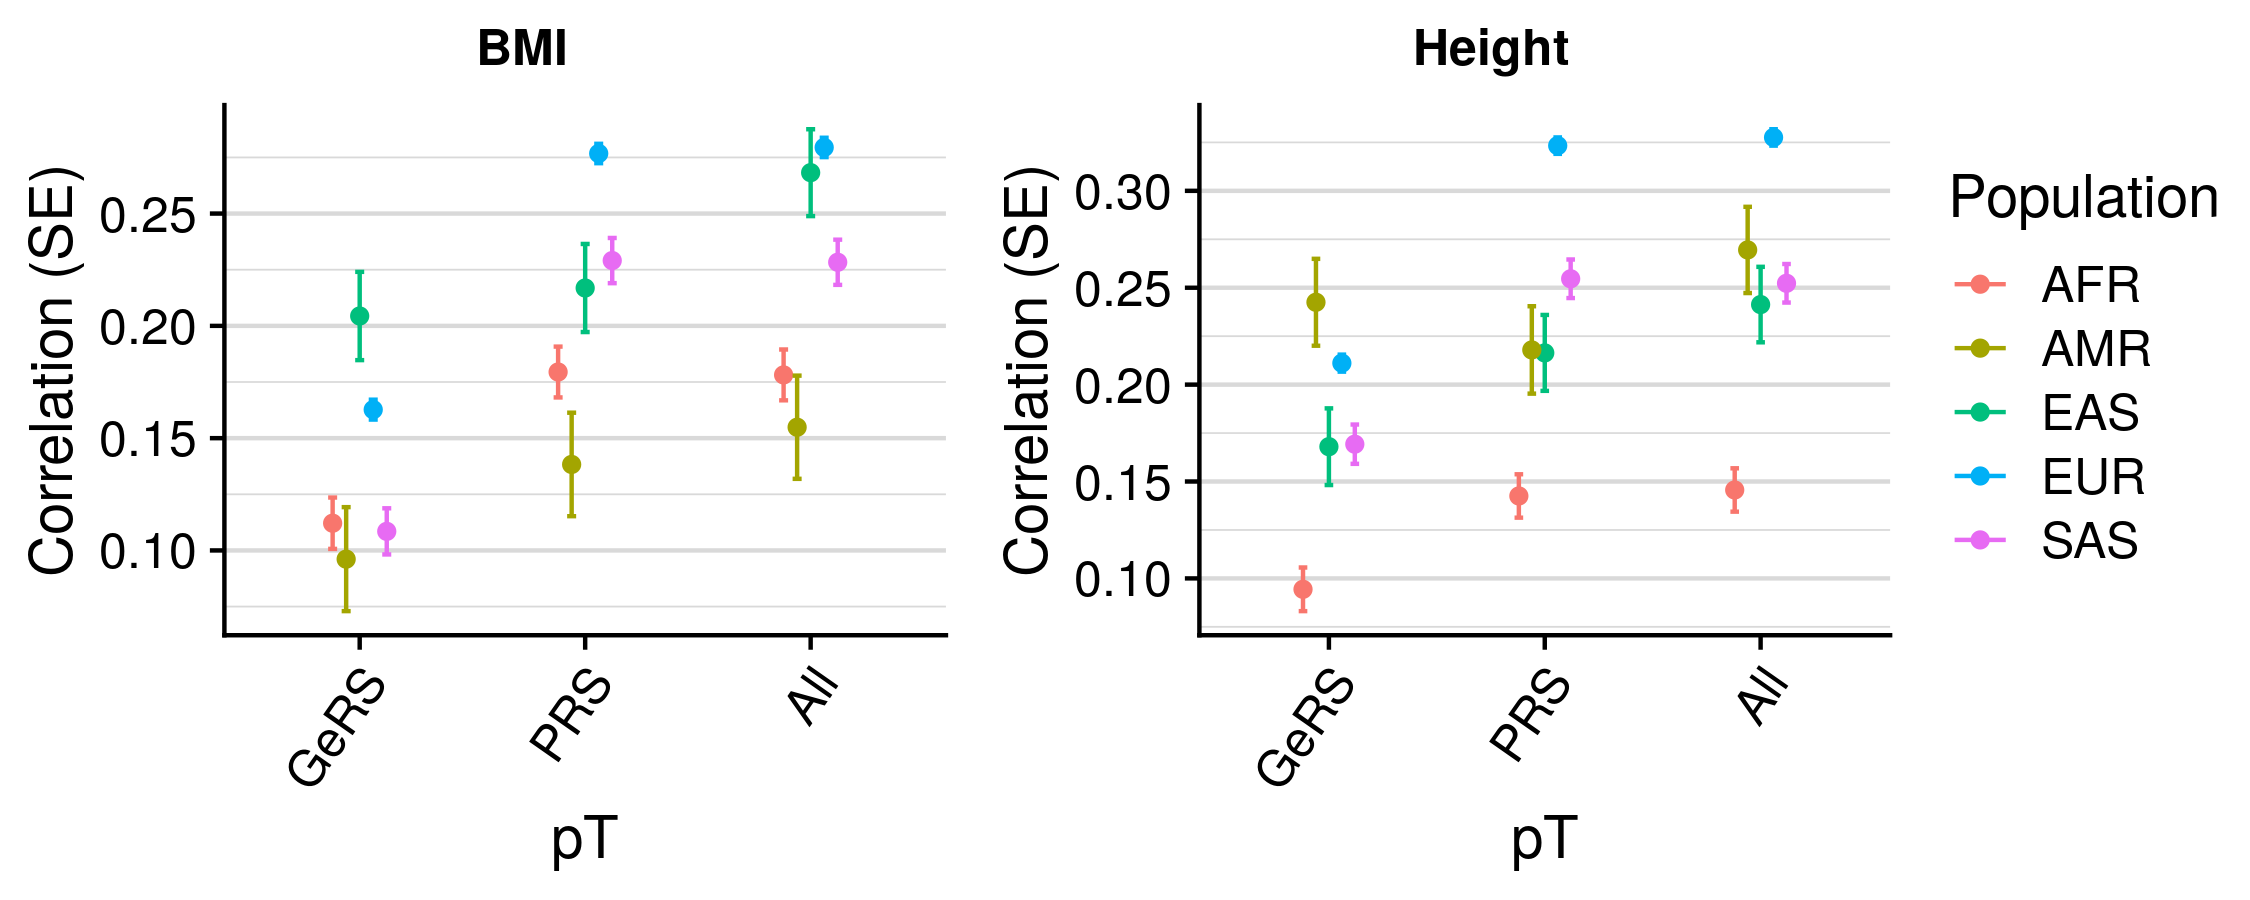 BMI
Correlation (SE)
0.25
0.20
0.15
0.10
GeRS
PRS
All
pT
Height
Correlation (SE)
0.30
0.25
0.20
0.15
0.10
GeRS
PRS
All
pT
Population
AFR
AMR
EAS
EUR
SAS